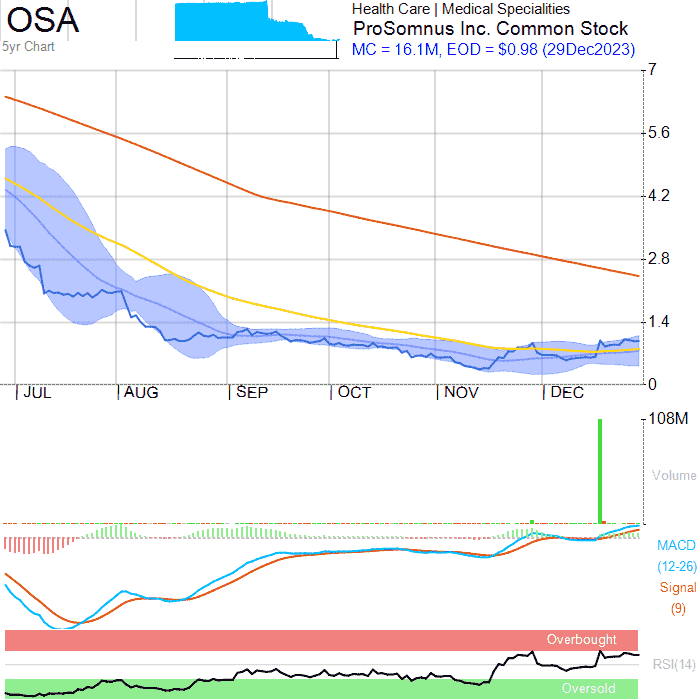 OSA
5yr Chart
Health Care | Medical Specialities
ProSomnus Inc. Common Stock
MC = 16.1M, EOD = $0.98 (29Dec2023)
7
5.6
4.2
2.8
1.4
0
JUL AUG SEP OCT NOV DEC
108M
Volume
MACD
(12-26)
Signal
(9)
Overbought
RSI(14)
Oversold